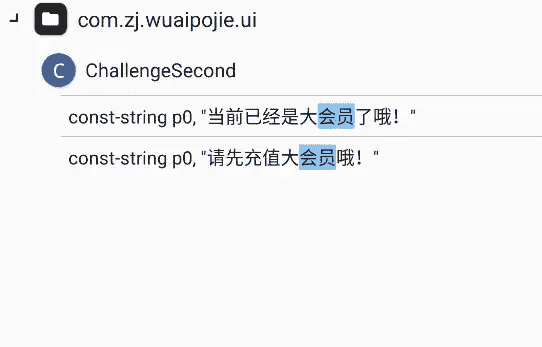 com.zj.wuaipojie.ui
C ChallengeSecond
const-string p0, "当前已经是大会员了哦！"
const-string p0, "请先充值大会员哦！"